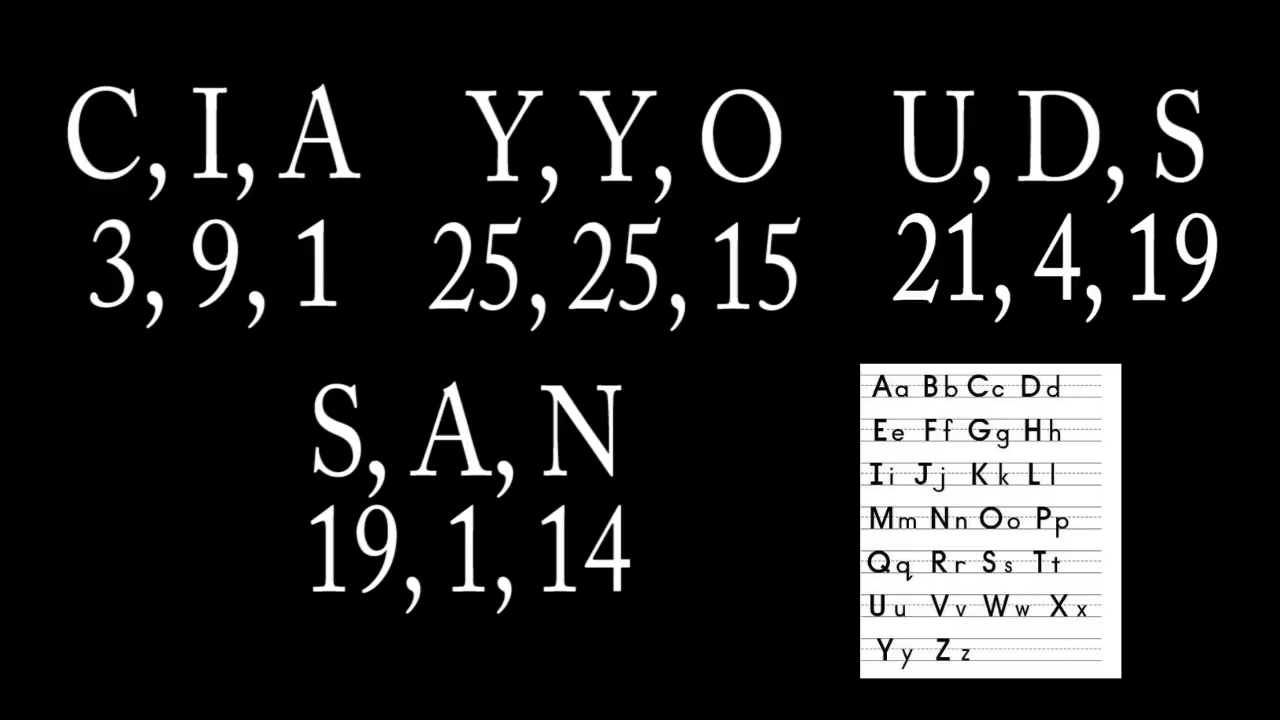 C, I, A
3, 9, 1
Y, Y, O
25, 25, 15
U, D, S
21, 4, 19
S, A, N
19, 1, 14
Aa Bb Cc Dd
Ee Ff Gg Hh
Ii Jj Kk Ll
Mm Nn Oo Pp
Qq Rr Ss Tt
Uu Vv Ww Xx
Yy Zz